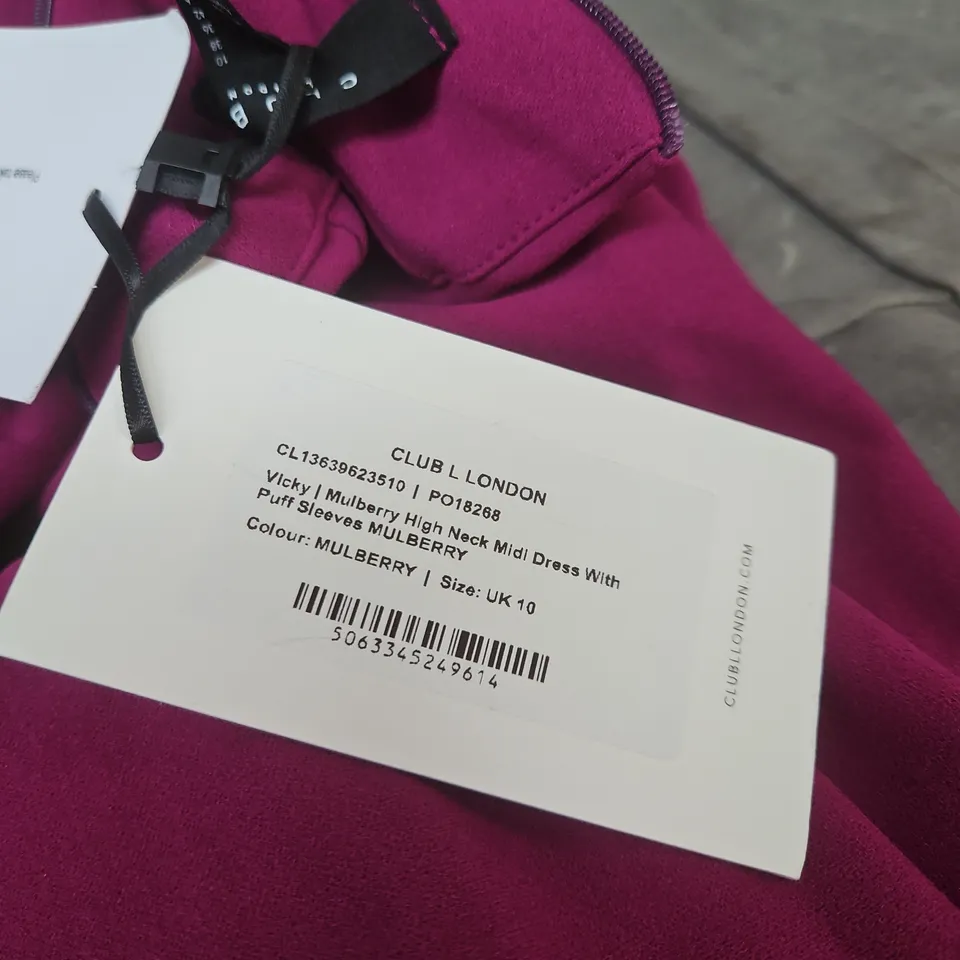 CLUB L LONDON
CL13639623510 | PO18268
Vicky | Mulberry High Neck Midi Dress With
Puff Sleeves MULBERRY
Colour: MULBERRY | Size: UK 10
5063345249614
CLUBLLONDON.COM